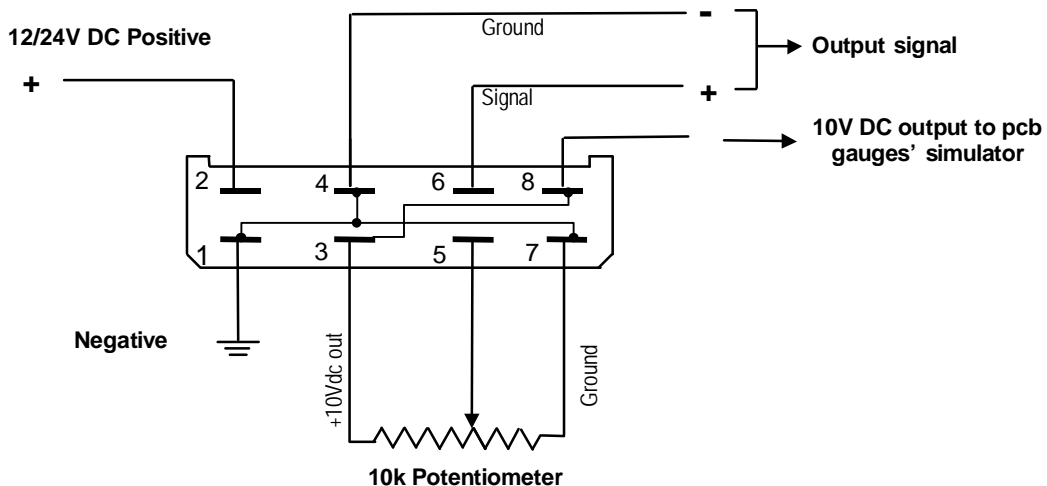 12/24V DC Positive
+
Ground
-
Output signal
Signal
+
10V DC output to pcb
gauges' simulator
2
4
6
8
1
3
5
7
Negative
+10Vdc out
Ground
10k Potentiometer